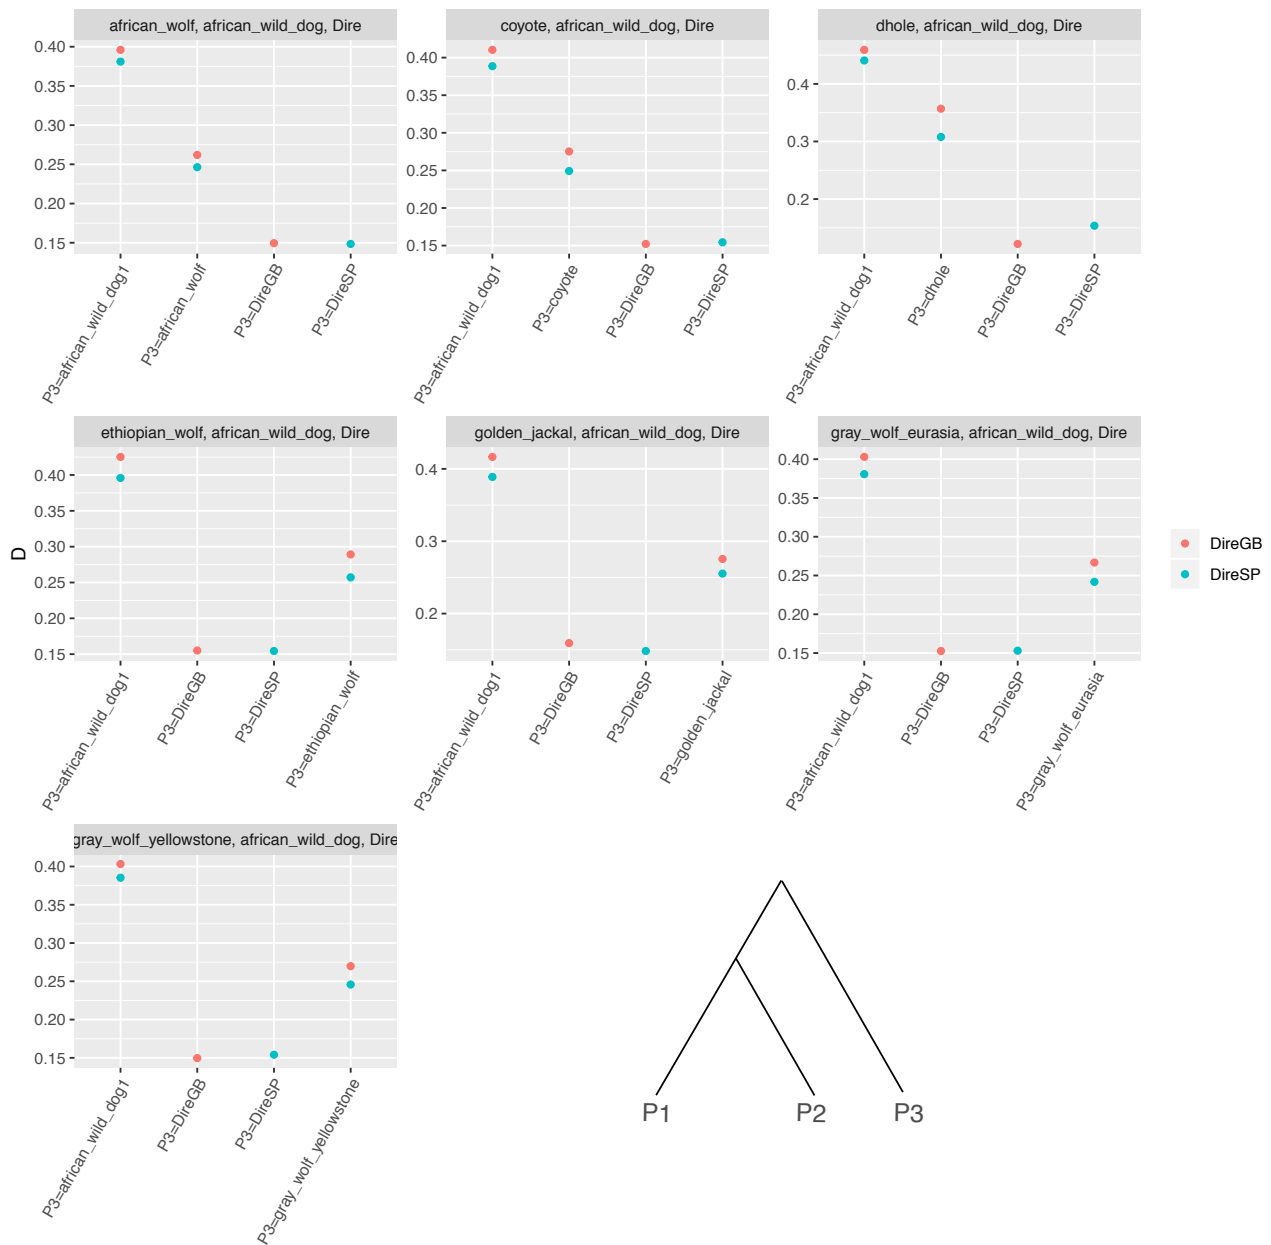 african_wolf, african_wild_dog, Dire
coyote, african_wild_dog, Dire
dhole, african_wild_dog, Dire
0.40
0.35
0.30
0.25
0.20
0.15
0.40
0.35
0.30
0.25
0.20
0.15
0.4
0.3
0.2
P3=african_wild_dog1
P3=african_wolf
P3=DireGB
P3=DireSP
P3=african_wild_dog1
P3=coyote
P3=DireGB
P3=DireSP
P3=african_wild_dog1
P3=dhole
P3=DireGB
P3=DireSP
ethiopian_wolf, african_wild_dog, Dire
golden_jackal, african_wild_dog, Dire
gray_wolf_eurasia, african_wild_dog, Dire
D
0.40
0.35
0.30
0.25
0.20
0.15
0.4
0.3
0.2
0.40
0.35
0.30
0.25
0.20
0.15
DireGB
DireSP
P3=african_wild_dog1
P3=DireGB
P3=DireSP
P3=ethiopian_wolf
P3=african_wild_dog1
P3=DireGB
P3=DireSP
P3=golden_jackal
P3=african_wild_dog1
P3=DireGB
P3=DireSP
P3=gray_wolf_eurasia
gray_wolf_yellowstone, african_wild_dog, Dire
0.40
0.35
0.30
0.25
0.20
0.15
P3=african_wild_dog1
P3=DireGB
P3=DireSP
P3=gray_wolf_yellowstone
P1 P2 P3